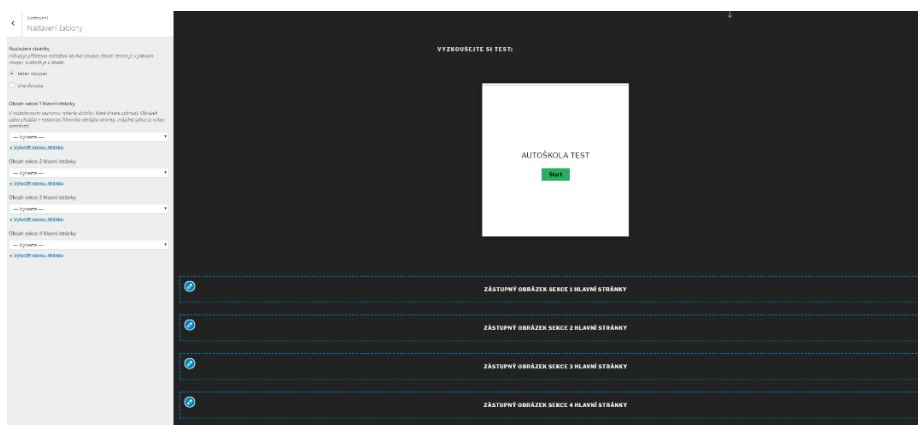 Nastavení
Nastavení šablony
Rozložení stránky
Jeden sloupec
Dva sloupce
Obsah sekce 1 hlavní stránky
— Vyberte —
+ Vytvořit novou stránku
Obsah sekce 2 hlavní stránky
— Vyberte —
+ Vytvořit novou stránku
Obsah sekce 3 hlavní stránky
— Vyberte —
+ Vytvořit novou stránku
Obsah sekce 4 hlavní stránky
— Vyberte —
+ Vytvořit novou stránku
VYZKOUŠEJTE SI TEST:
AUTOŠKOLA TEST
Start
ZÁSTUPNÝ OBRÁZEK SEKCE 1 HLAVNÍ STRÁNKY
ZÁSTUPNÝ OBRÁZEK SEKCE 2 HLAVNÍ STRÁNKY
ZÁSTUPNÝ OBRÁZEK SEKCE 3 HLAVNÍ STRÁNKY
ZÁSTUPNÝ OBRÁZEK SEKCE 4 HLAVNÍ STRÁNKY